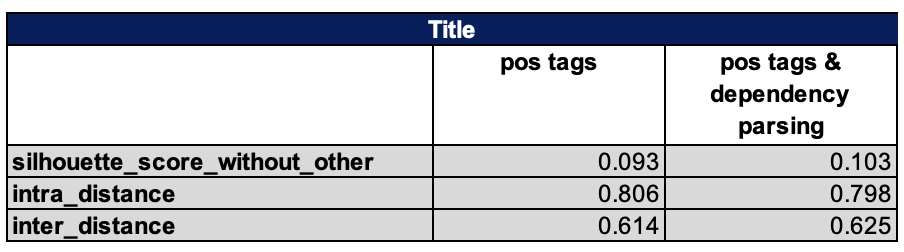 Title
pos tags
pos tags &
dependency
parsing
silhouette_score_without_other 0.093 0.103
intra_distance 0.806 0.798
inter_distance 0.614 0.625